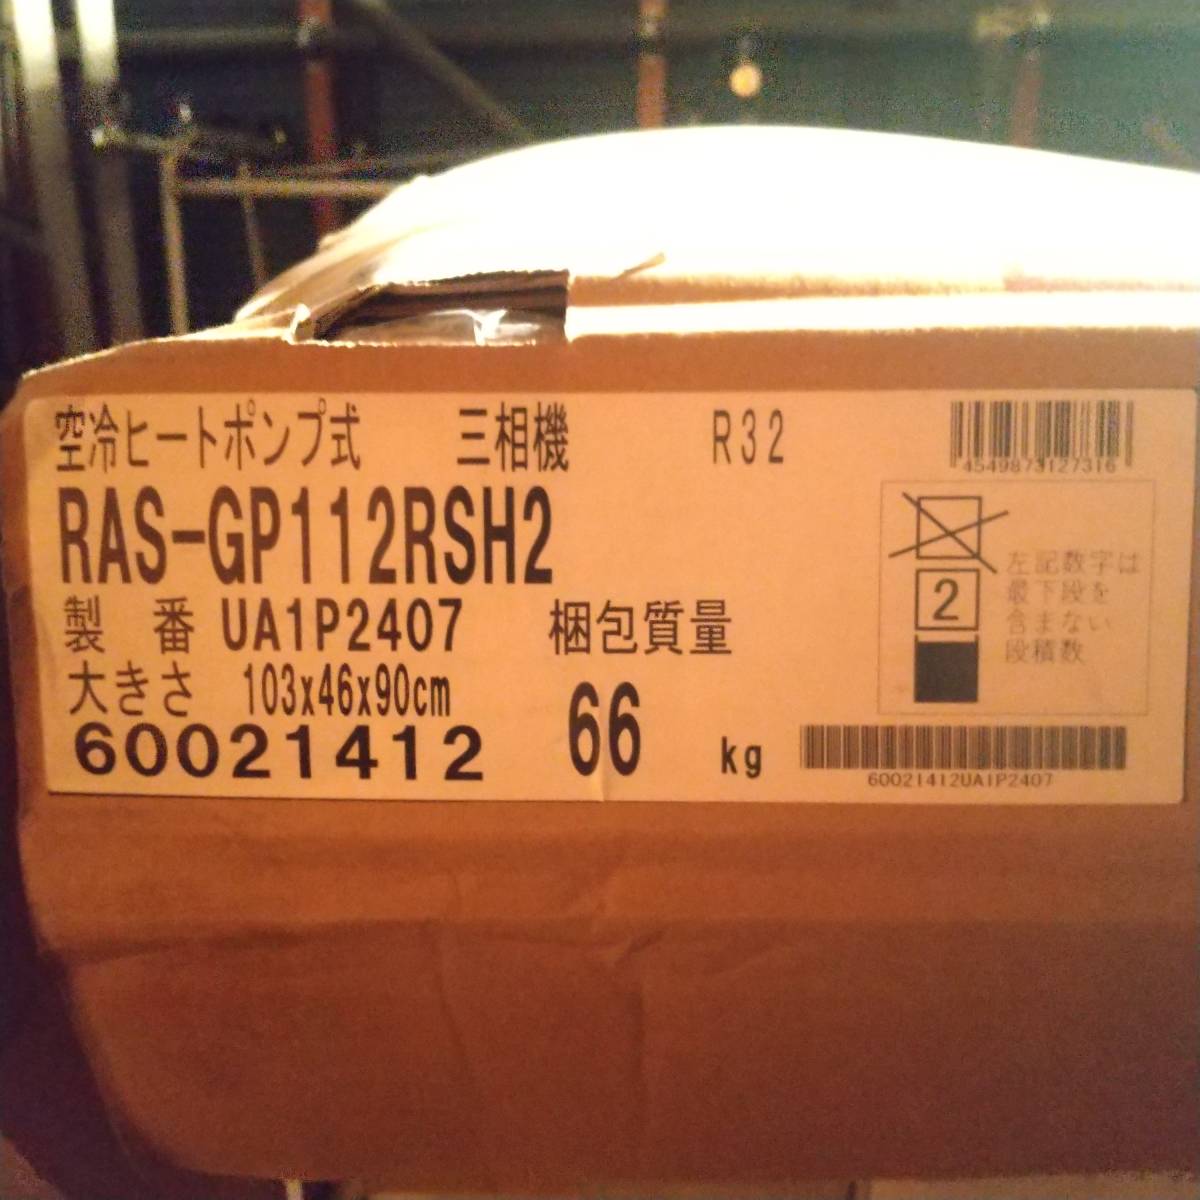 空冷ヒートポンプ式 三相機 R32
4549873127316
RAS-GP112RSH2
製 番 UA1P2407 梱包質量
大きさ 103x46x90cm
60021412 66 kg
2
左記数字は
最下段を
含まない
段積数
60021412UA1P2407